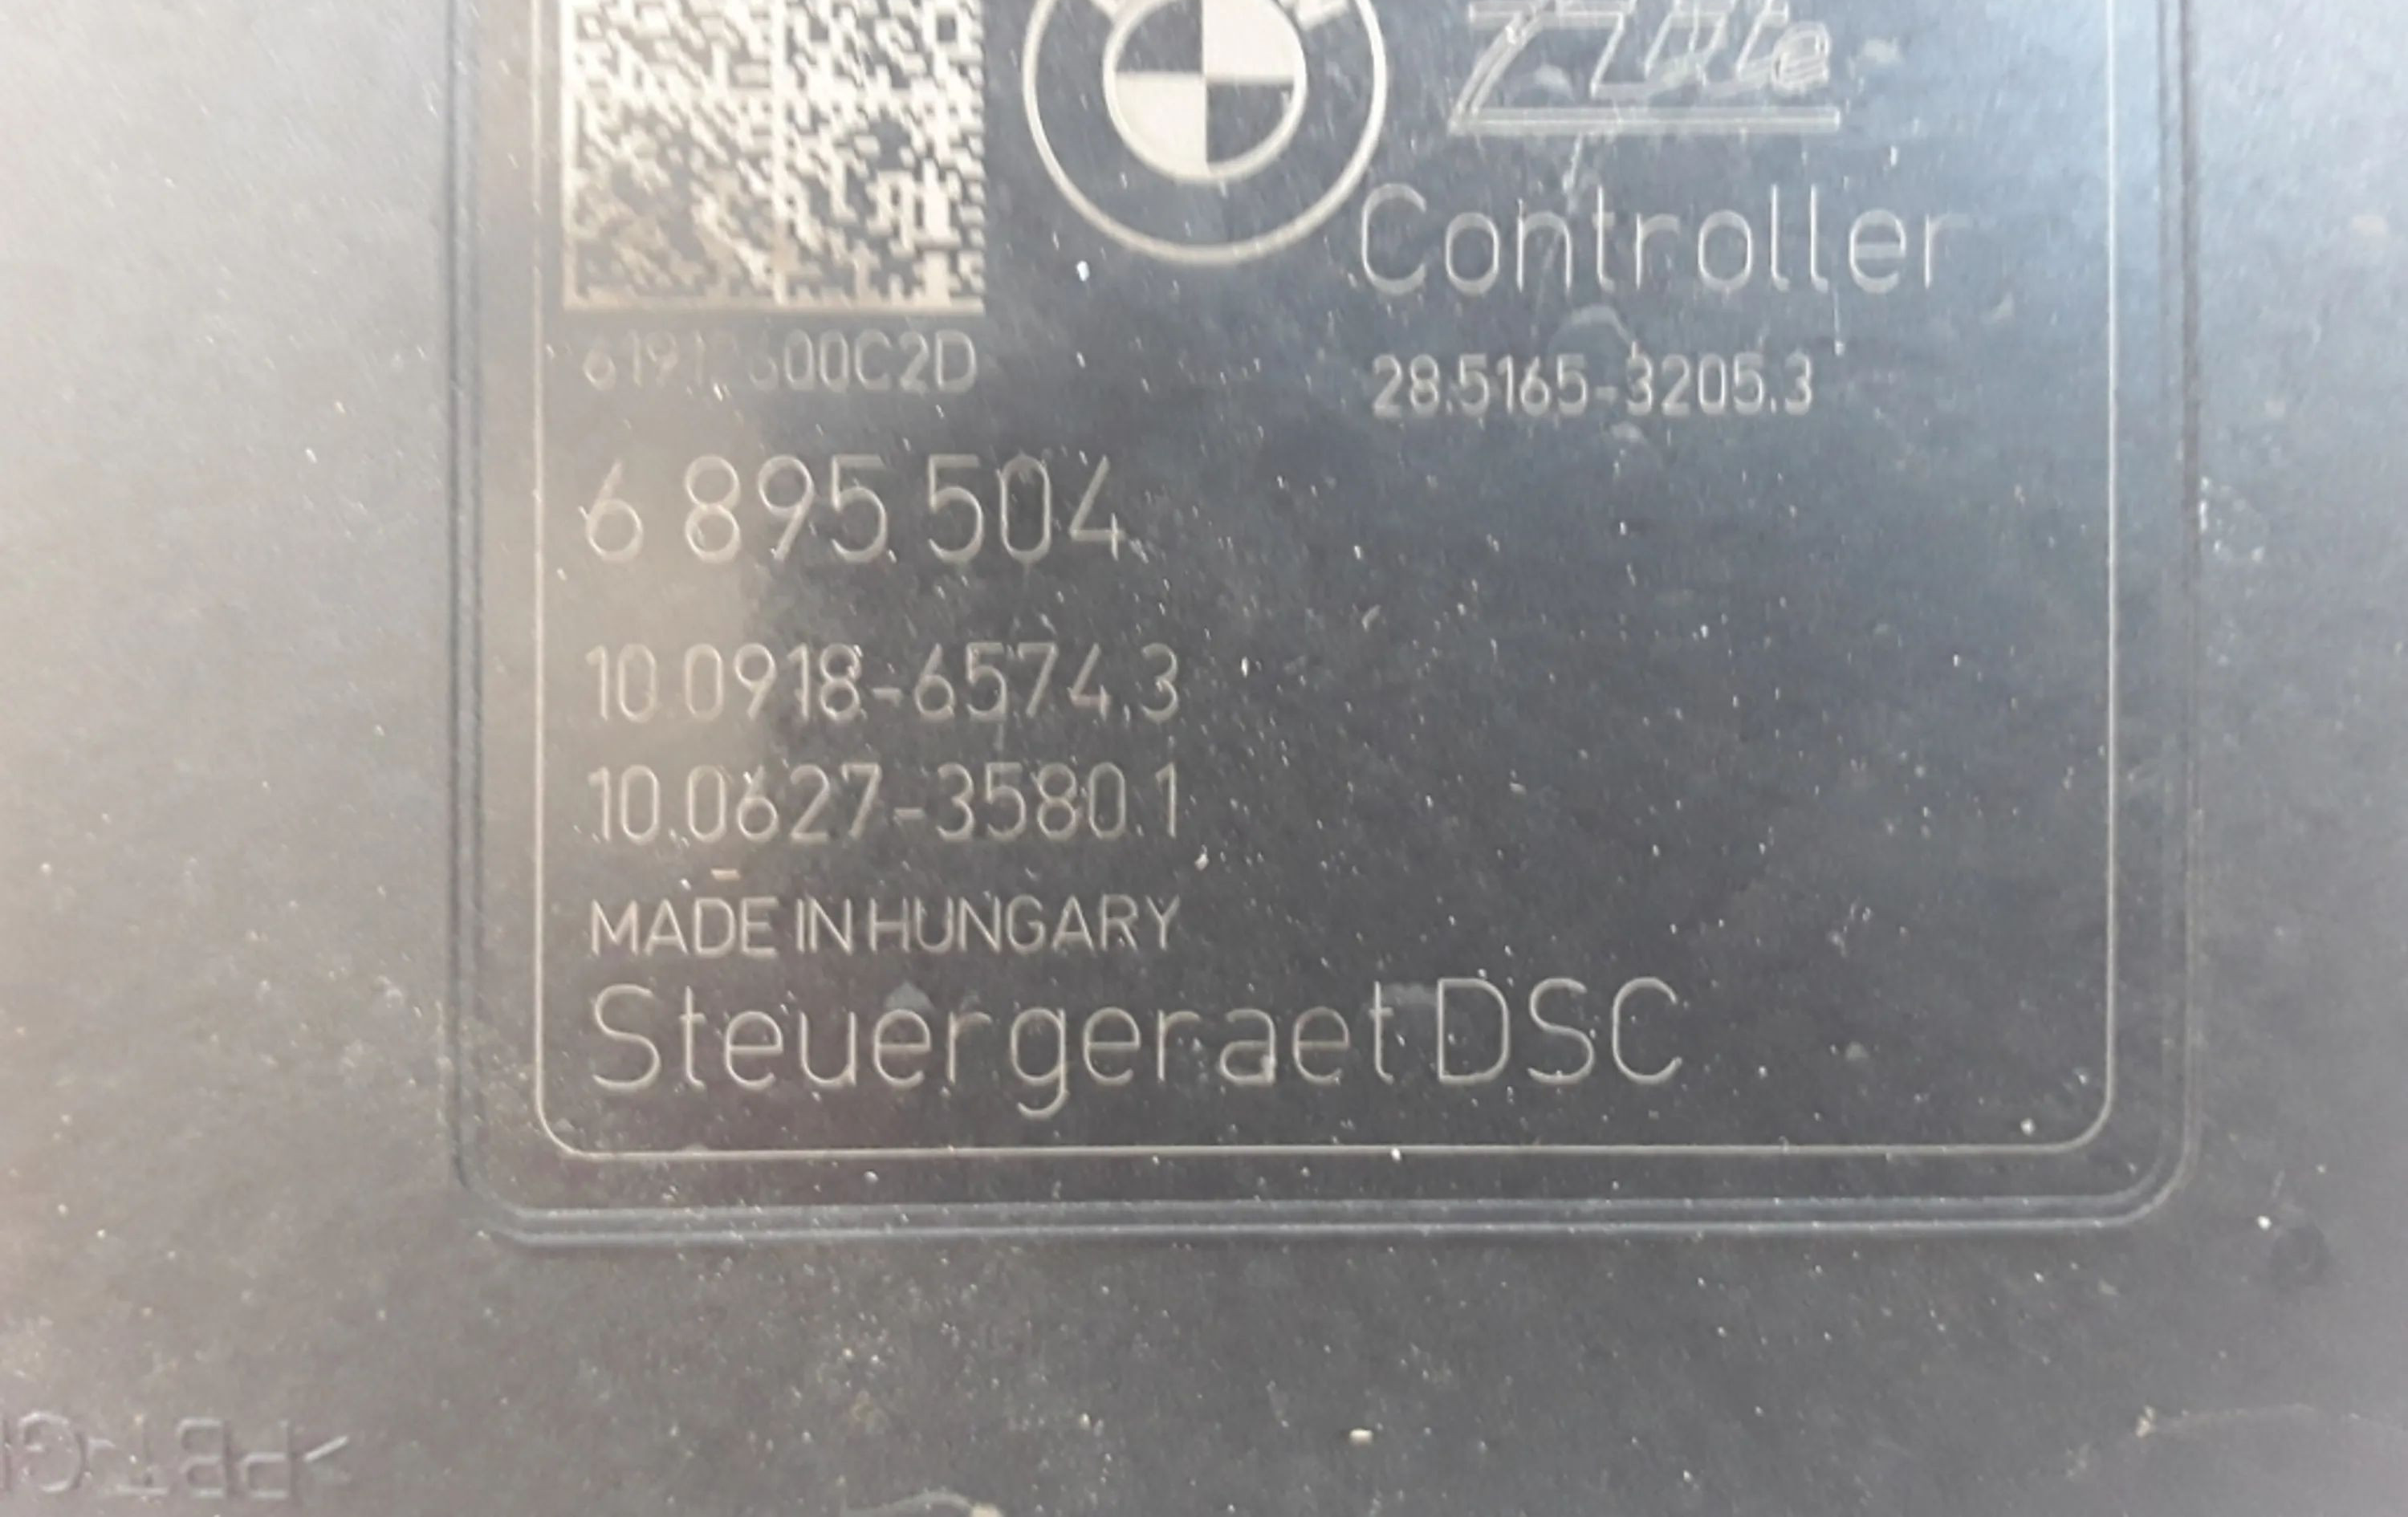 Ate
Controller
28.5165-3205.3
6 895 504
10.0918-6574.3
10.0627-3580.1
MADE IN HUNGARY
Steuergeraet DSC